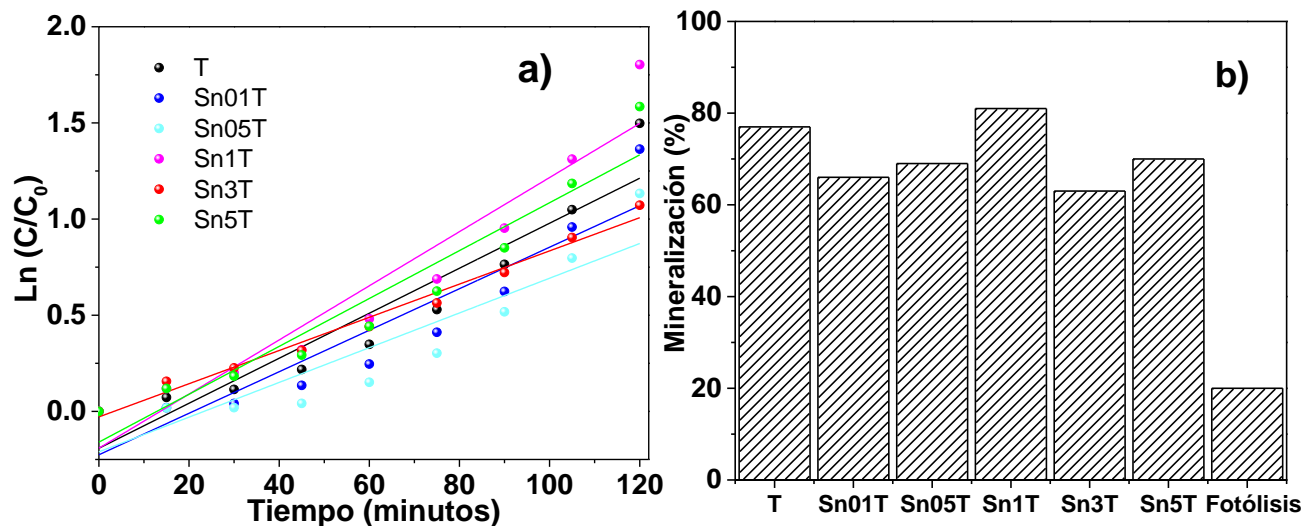 a)
Ln (C/C0)
2.0
1.5
1.0
0.5
0.0
T
Sn01T
Sn05T
Sn1T
Sn3T
Sn5T
0 20 40 60 80 100 120
Tiempo (minutos)
b)
Mineralización (%)
100
80
60
40
20
0
T Sn01T Sn05T Sn1T Sn3T Sn5T Fotólisis